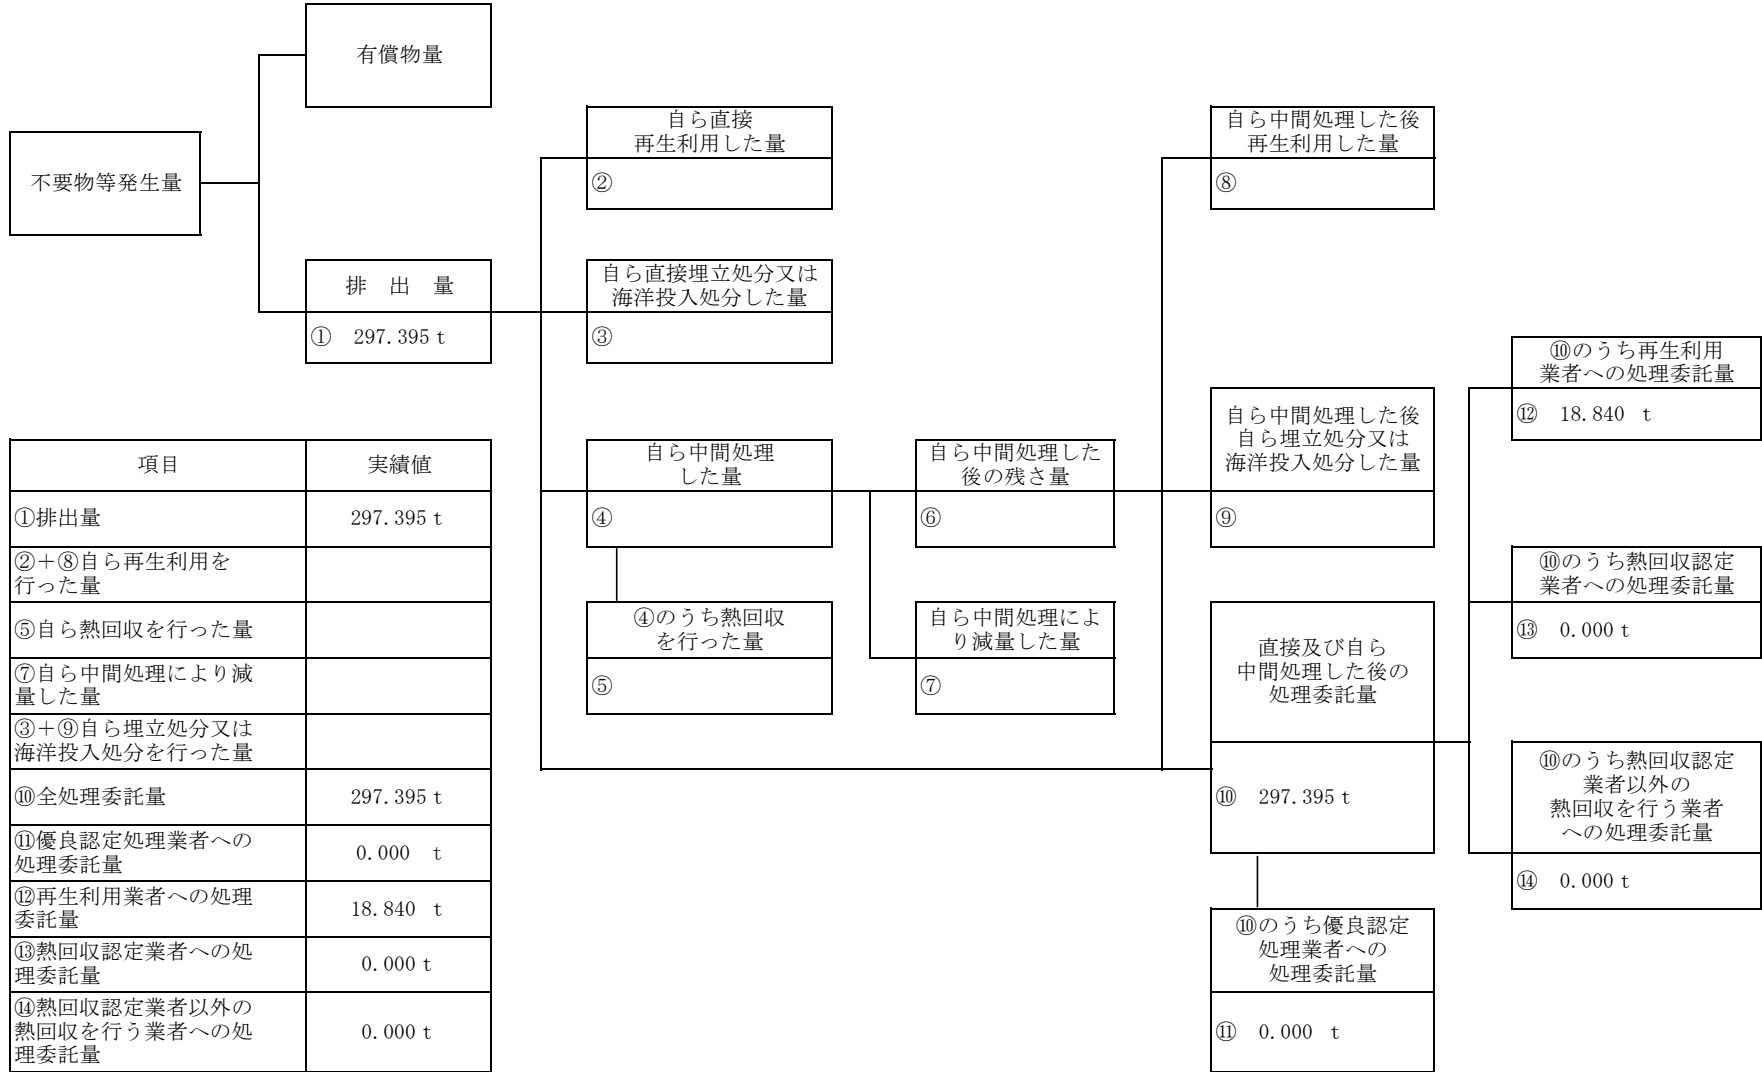 有償物量
不要物等発生量
排　出　量
①　297.395 t
自ら直接
再生利用した量
②
自ら直接埋立処分又は
海洋投入処分した量
③
自ら中間処理
した量
④
④のうち熱回収
を行った量
⑤
自ら中間処理した
後の残さ量
⑥
自ら中間処理によ
り減量した量
⑦
自ら中間処理した後
再生利用した量
⑧
自ら中間処理した後
自ら埋立処分又は
海洋投入処分した量
⑨
直接及び自ら
中間処理した後の
処理委託量
⑩　297.395 t
⑩のうち優良認定
処理業者への
処理委託量
⑪　0.000　t
⑩のうち再生利用
業者への処理委託量
⑫　18.840　t
⑩のうち熱回収認定
業者への処理委託量
⑬　0.000 t
⑩のうち熱回収認定
業者以外の
熱回収を行う業者
への処理委託量
⑭　0.000 t
項目　実績値
①排出量　297.395 t
②＋⑧自ら再生利用を
行った量
⑤自ら熱回収を行った量
⑦自ら中間処理により減
量した量
③＋⑨自ら埋立処分又は
海洋投入処分を行った量
⑩全処理委託量　297.395 t
⑪優良認定処理業者への
処理委託量　0.000　t
⑫再生利用業者への処理
委託量　18.840　t
⑬熱回収認定業者への処
理委託量　0.000 t
⑭熱回収認定業者以外の
熱回収を行う業者への処
理委託量　0.000 t